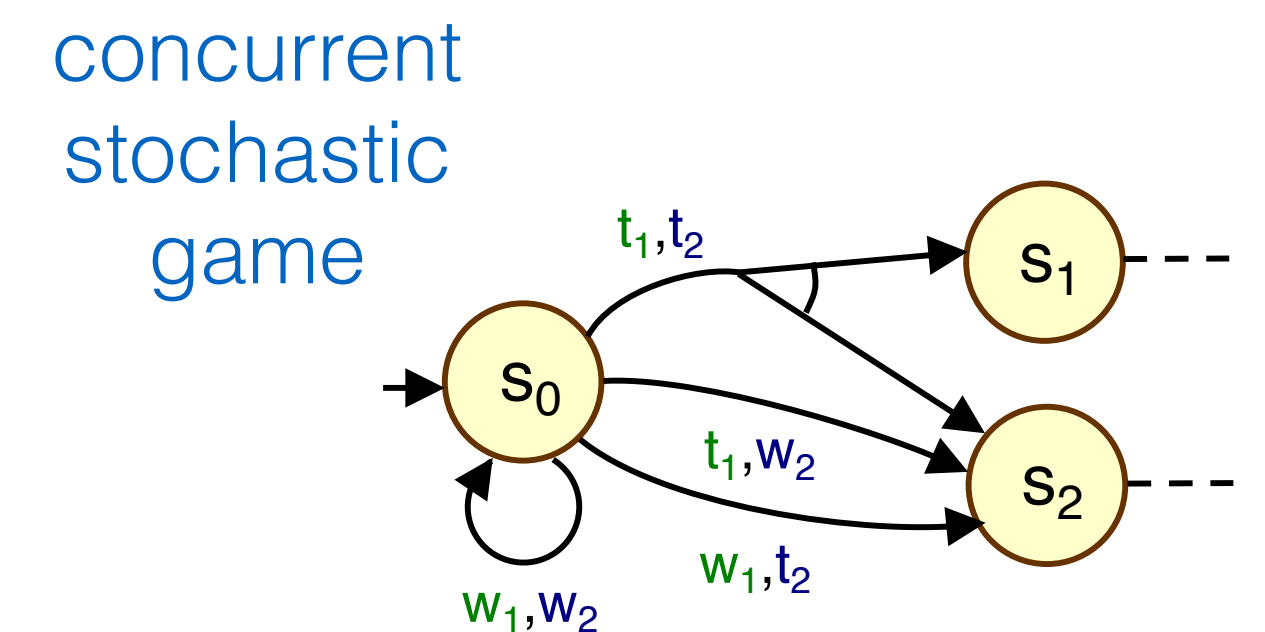 concurrent
stochastic
game
t₁,t₂
s₁
s₀
t₁,w₂
s₂
w₁,t₂
w₁,w₂